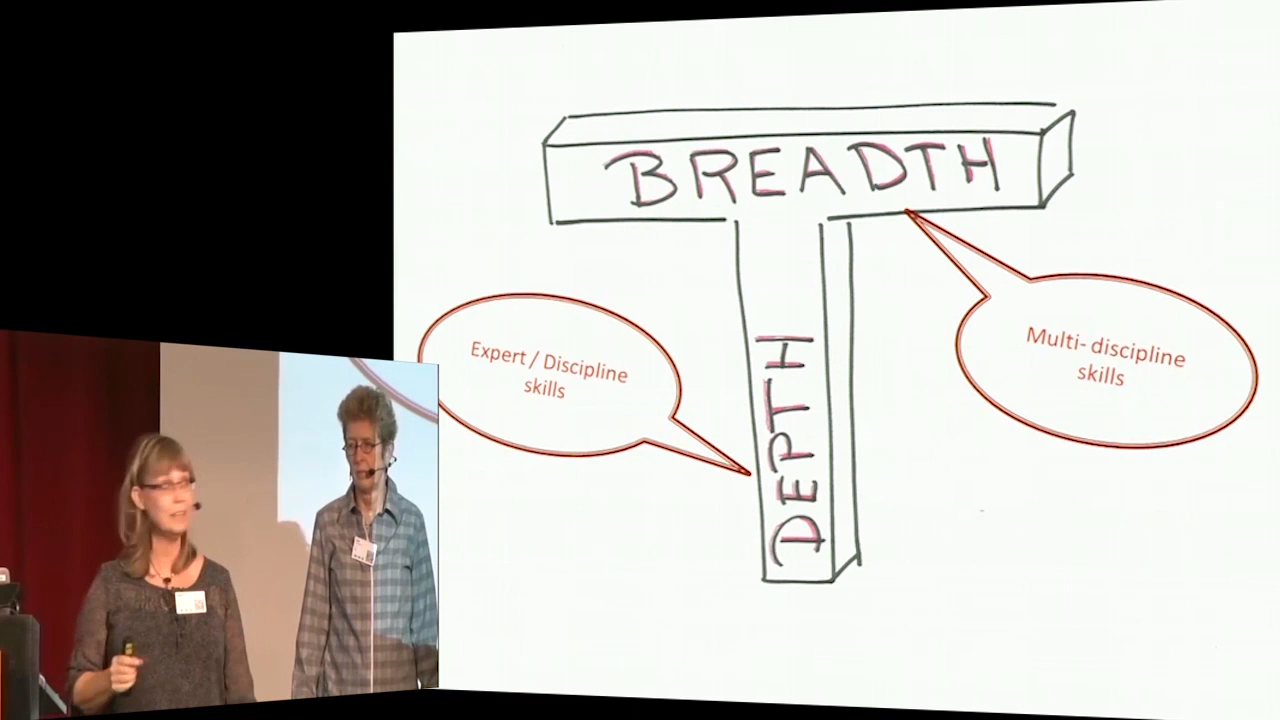 BREADTH
Expert / Discipline
skills
Multi- discipline
skills
DEPTH